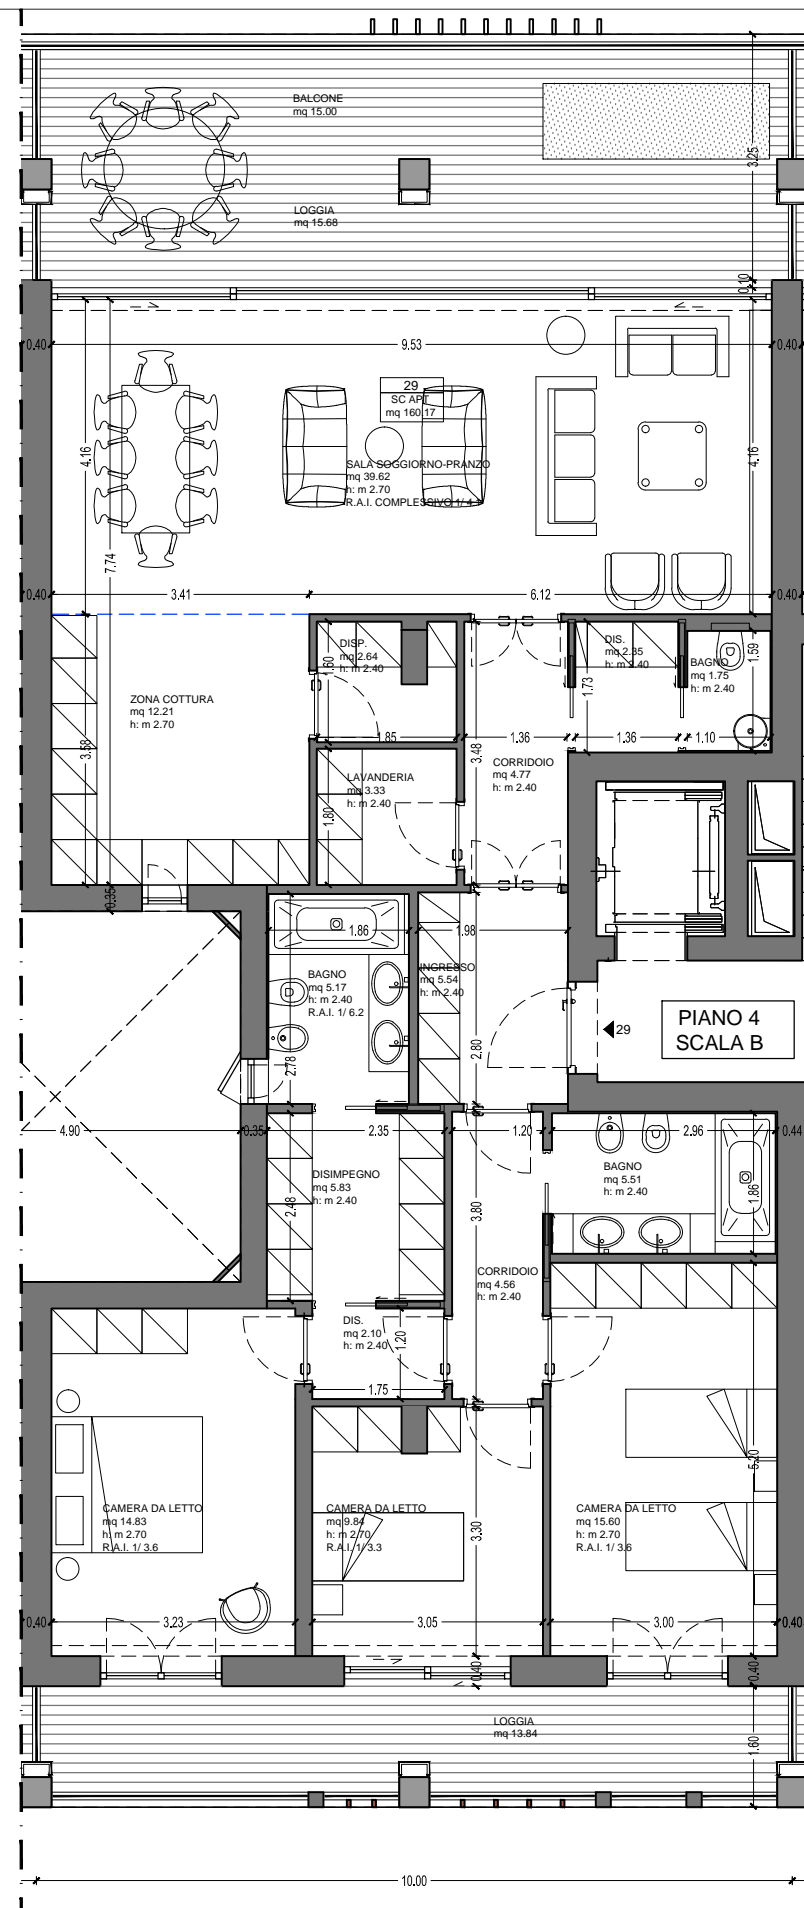 BALCONE
mq 15.00
3.25
LOGGIA
mq 15.68
0.10
0.40
9.53
0.40
29
SC APT
mq 160.17
4.16
7.74
SALA SOGGIORNO-PRANZO
mq 39.62
h: m 2.70
R.A.I. COMPLESSIVO 1/ 4.
4.16
0.40
3.41
6.12
0.40
DISP.
mq 2.64
h: m 2.40
1.60
1.85
DIS.
mq 2.35
h: m 2.40
1.73
BAGNO
mq 1.75
h: m 2.40
1.59
ZONA COTTURA
mq 12.21
h: m 2.70
3.58
1.36
1.36
1.10
3.48
CORRIDOIO
mq 4.77
h: m 2.40
LAVANDERIA
mq 3.33
h: m 2.40
1.80
0.35
1.86
1.98
BAGNO
mq 5.17
h: m 2.40
R.A.I. 1/ 6.2
2.78
INGRESSO
mq 5.54
h: m 2.40
2.80
29
PIANO 4
SCALA B
4.90
0.35
2.35
1.20
2.96
0.44
DISIMPEGNO
mq 5.83
h: m 2.40
2.48
3.80
BAGNO
mq 5.51
h: m 2.40
1.86
CORRIDOIO
mq 4.56
h: m 2.40
DIS.
mq 2.10
h: m 2.40
1.20
1.75
CAMERA DA LETTO
mq 14.83
h: m 2.70
R.A.I. 1/ 3.6
CAMERA DA LETTO
mq 9.84
h: m 2.70
R.A.I. 1/ 3.3
3.30
CAMERA DA LETTO
mq 15.60
h: m 2.70
R.A.I. 1/ 3.6
5.20
0.40
3.23
3.05
3.00
0.40
0.40
0.40
LOGGIA
mq 13.84
1.60
10.00